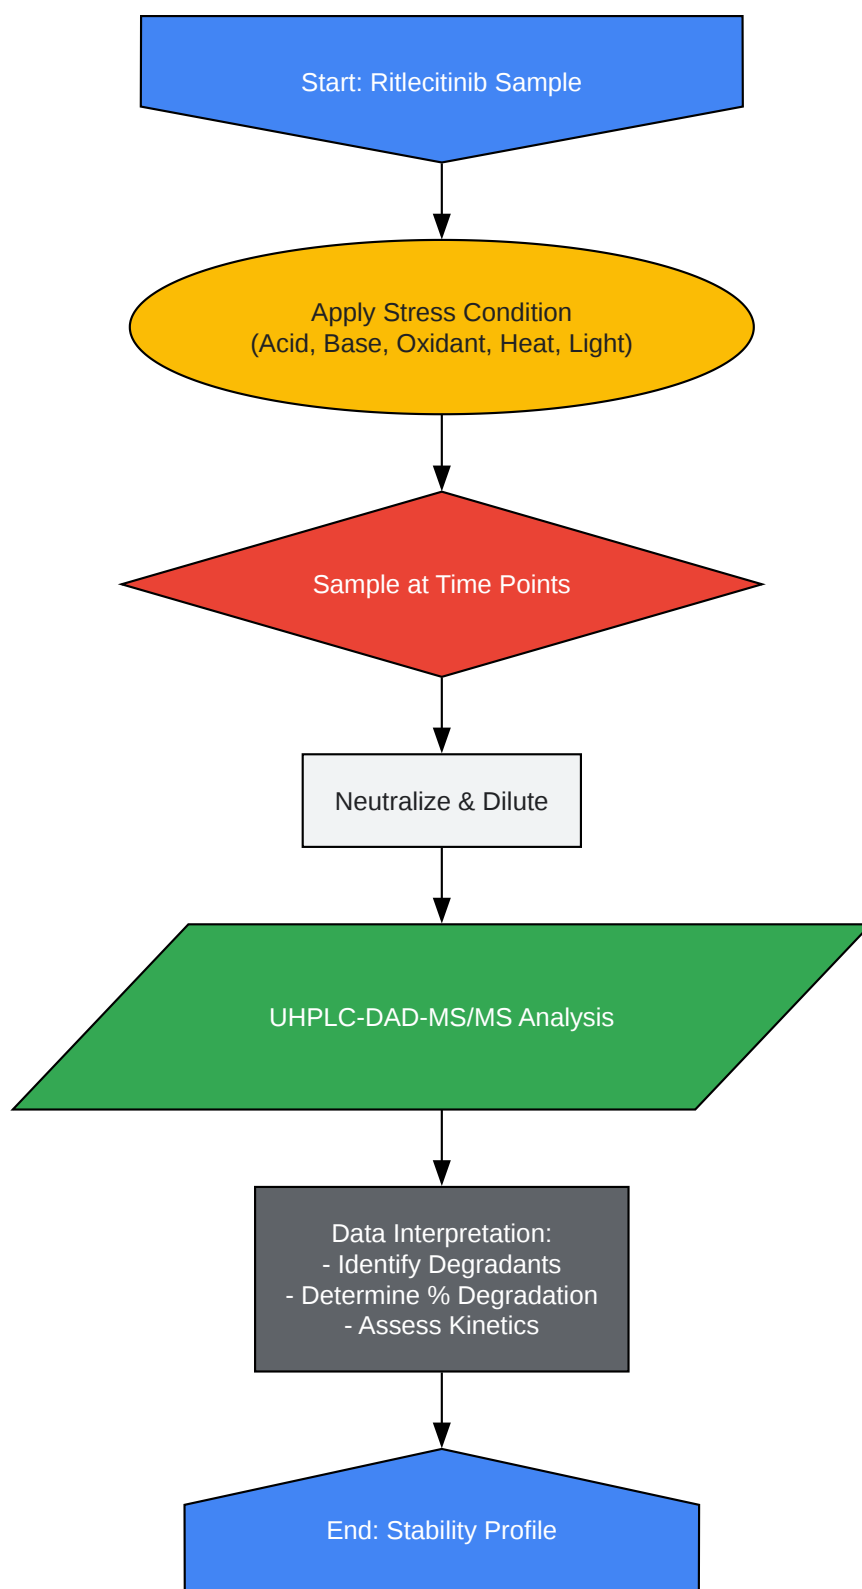 Start: Ritlecitinib Sample
Apply Stress Condition
(Acid, Base, Oxidant, Heat, Light)
Sample at Time Points
Neutralize & Dilute
UHPLC-DAD-MS/MS Analysis
Data Interpretation:
- Identify Degradants
- Determine % Degradation
- Assess Kinetics
End: Stability Profile